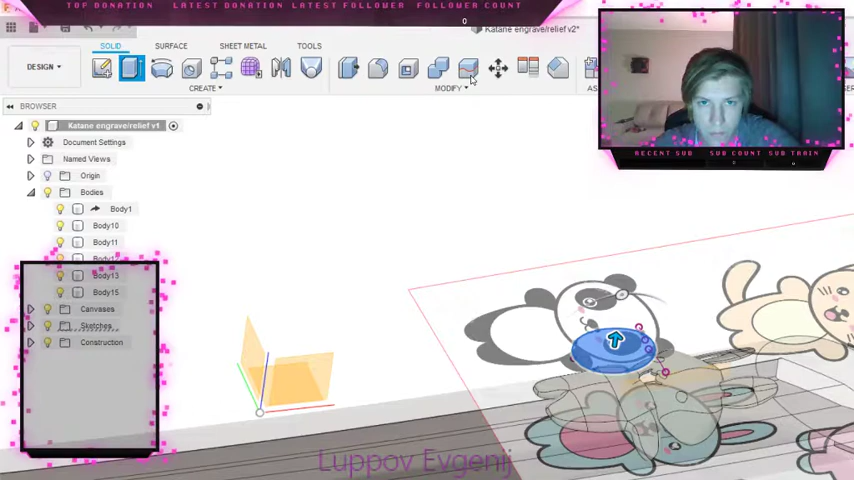 TOP DONATION LATEST DONATION LATEST FOLLOWER FOLLOWER COUNT
0
Katane engrave/relief v2*
SOLID SURFACE SHEET METAL TOOLS
DESIGN
CREATE MODIFY
BROWSER
Katane engrave/relief v1
Document Settings
Named Views
Origin
Bodies
Body1
Body10
Body11
Body13
Body15
Canvases
Sketches
Construction
RECENT SUB SUB COUNT SUB TRAIN
Luppov Evgenij